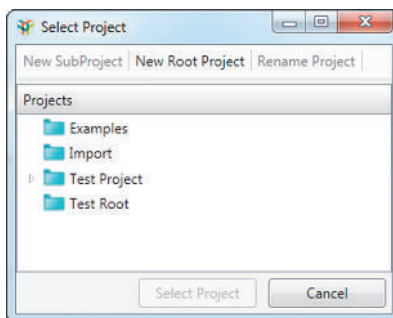 Select Project
New SubProject New Root Project Rename Project
Projects
Examples
Import
Test Project
Test Root
Select Project Cancel